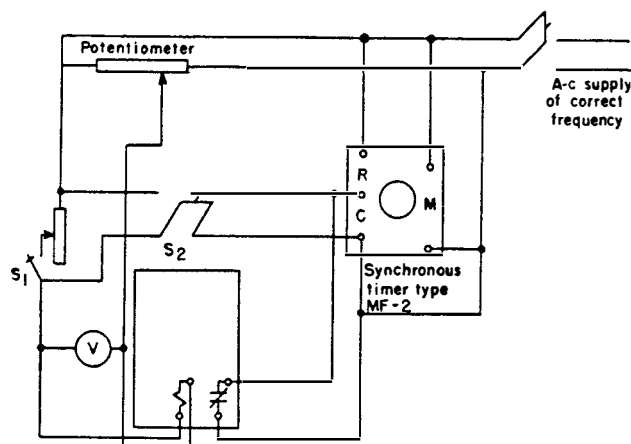 Potentiometer
A-c supply
of correct
frequency
R
C
M
S1
S2
Synchronous
timer type
MF-2
V